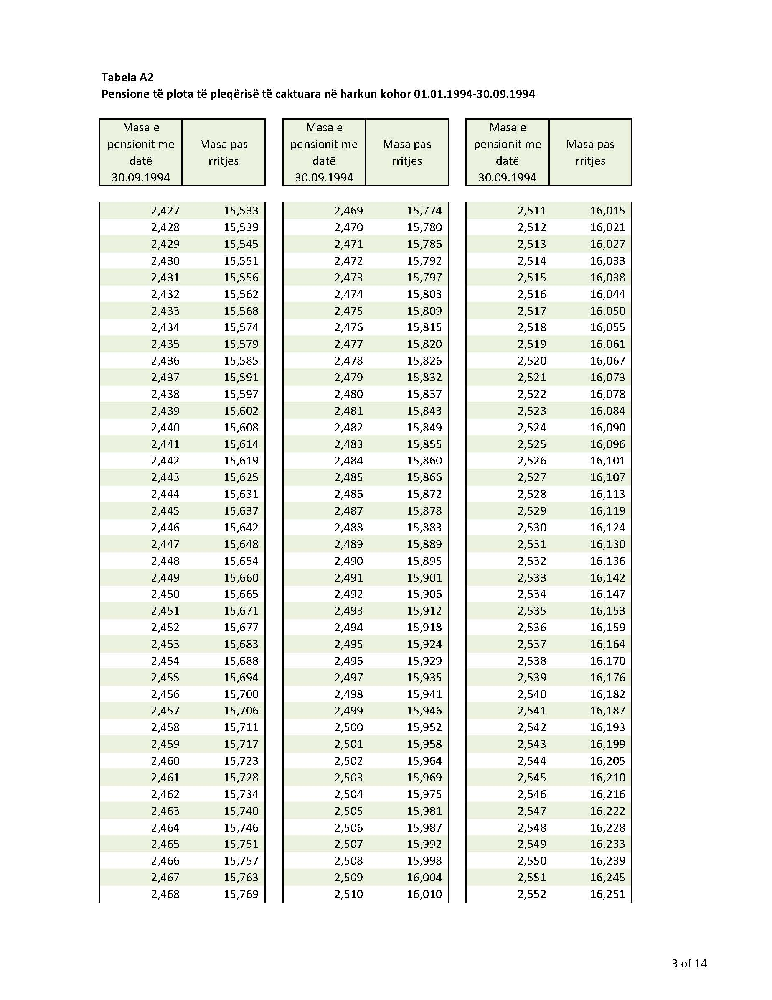 Tabela A2
Pensione të plota të pleqërisë të caktuara në harkun kohor 01.01.1994-30.09.1994
Masa e pensionit me datë 30.09.1994 Masa pas rritjes Masa e pensionit me datë 30.09.1994 Masa pas rritjes Masa e pensionit me datë 30.09.1994 Masa pas rritjes
2,427 15,533 2,469 15,774 2,511 16,015
2,428 15,539 2,470 15,780 2,512 16,021
2,429 15,545 2,471 15,786 2,513 16,027
2,430 15,551 2,472 15,792 2,514 16,033
2,431 15,556 2,473 15,797 2,515 16,038
2,432 15,562 2,474 15,803 2,516 16,044
2,433 15,568 2,475 15,809 2,517 16,050
2,434 15,574 2,476 15,815 2,518 16,055
2,435 15,579 2,477 15,820 2,519 16,061
2,436 15,585 2,478 15,826 2,520 16,067
2,437 15,591 2,479 15,832 2,521 16,073
2,438 15,597 2,480 15,837 2,522 16,078
2,439 15,602 2,481 15,843 2,523 16,084
2,440 15,608 2,482 15,849 2,524 16,090
2,441 15,614 2,483 15,855 2,525 16,096
2,442 15,619 2,484 15,860 2,526 16,101
2,443 15,625 2,485 15,866 2,527 16,107
2,444 15,631 2,486 15,872 2,528 16,113
2,445 15,637 2,487 15,878 2,529 16,119
2,446 15,642 2,488 15,883 2,530 16,124
2,447 15,648 2,489 15,889 2,531 16,130
2,448 15,654 2,490 15,895 2,532 16,136
2,449 15,660 2,491 15,901 2,533 16,142
2,450 15,665 2,492 15,906 2,534 16,147
2,451 15,671 2,493 15,912 2,535 16,153
2,452 15,677 2,494 15,918 2,536 16,159
2,453 15,683 2,495 15,924 2,537 16,164
2,454 15,688 2,496 15,929 2,538 16,170
2,455 15,694 2,497 15,935 2,539 16,176
2,456 15,700 2,498 15,941 2,540 16,182
2,457 15,706 2,499 15,946 2,541 16,187
2,458 15,711 2,500 15,952 2,542 16,193
2,459 15,717 2,501 15,958 2,543 16,199
2,460 15,723 2,502 15,964 2,544 16,205
2,461 15,728 2,503 15,969 2,545 16,210
2,462 15,734 2,504 15,975 2,546 16,216
2,463 15,740 2,505 15,981 2,547 16,222
2,464 15,746 2,506 15,987 2,548 16,228
2,465 15,751 2,507 15,992 2,549 16,233
2,466 15,757 2,508 15,998 2,550 16,239
2,467 15,763 2,509 16,004 2,551 16,245
2,468 15,769 2,510 16,010 2,552 16,251
3 of 14